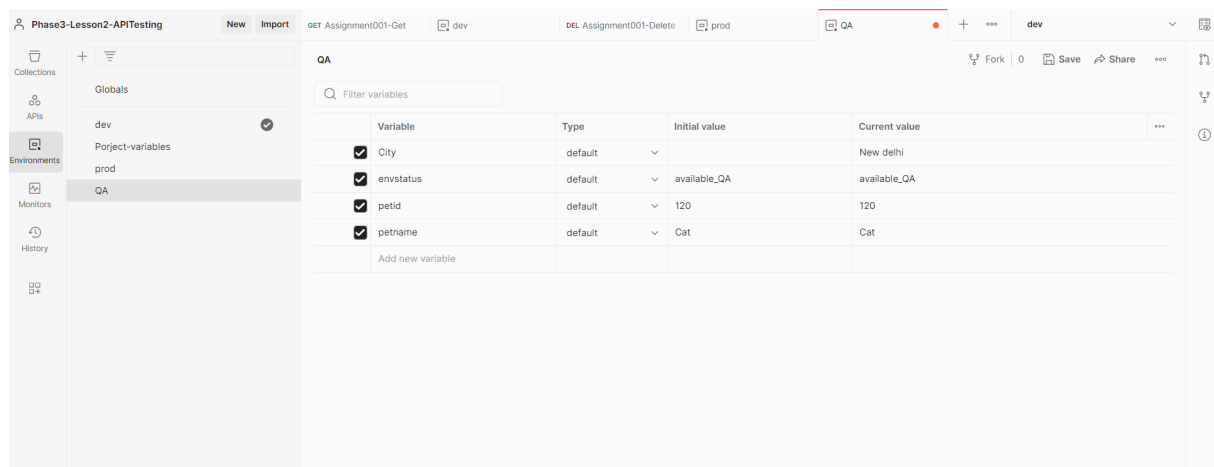 Phase3-Lesson2-APITesting New Import GET Assignment001-Get dev DEL Assignment001-Delete prod QA dev
Collections
APIs
Environments
Monitors
History
Globals
dev
Porject-variables
prod
QA
QA Fork 0 Save Share
Filter variables
Variable Type Initial value Current value
City default New delhi
envstatus default available_QA available_QA
petid default 120 120
petname default Cat Cat
Add new variable